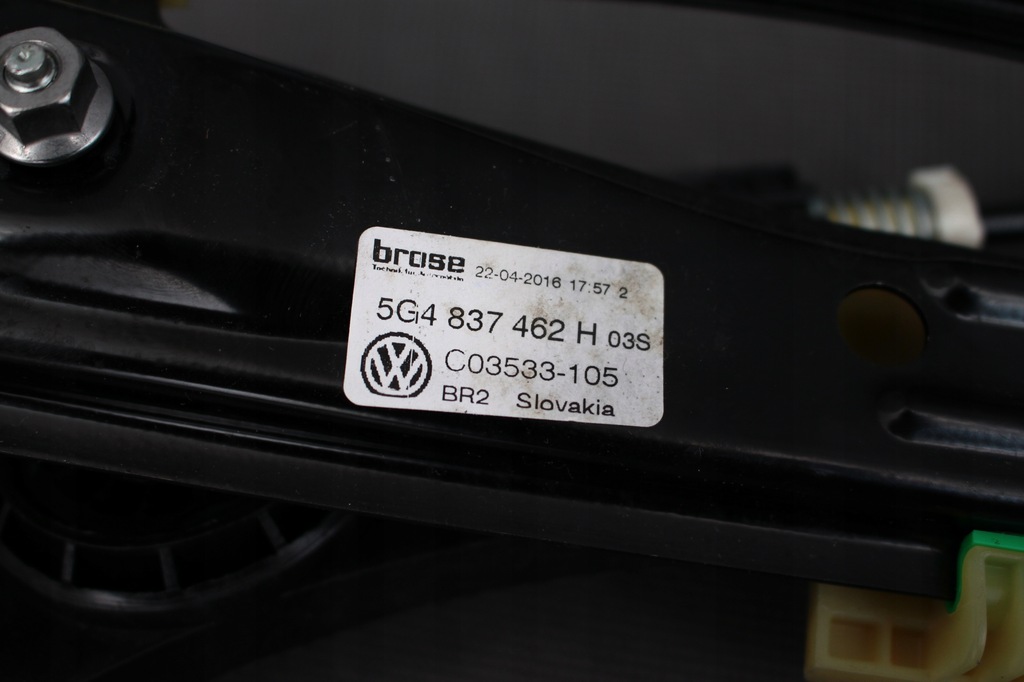 brose
22-04-2016 17:57 2
5G4 837 462 H 03S
C03533-105
BR2 Slovakia